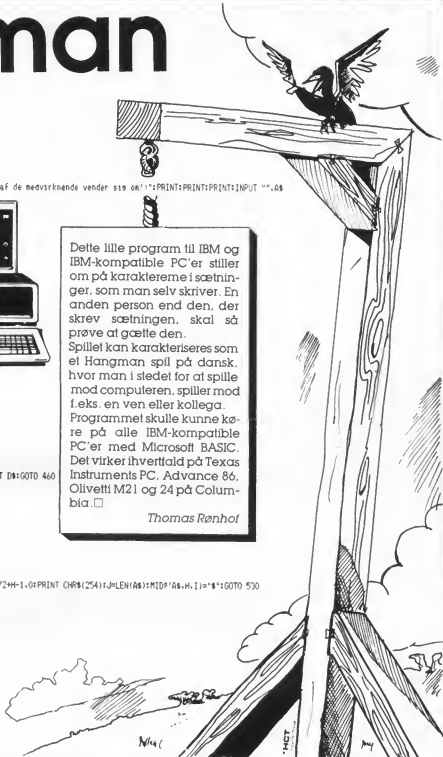 man
af de medvirknende vender sig om')":PRINT:PRINT:PRINT:INPUT "".A$
Dette lille program til IBM og
IBM-kompatible PC'er stiller
om på karaktererne i sætnin-
ger, som man selv skriver. En
anden person end den, der
skrev sætningen, skal så
prøve at gætte den.
Spillet kan karakteriseres som
et Hangman spil på dansk,
hvor man i stedet for at spille
mod computeren, spiller mod
f.eks. en ven eller kollega.
Programmet skulle kunne kø-
re på alle IBM-kompatible
PC'er med Microsoft BASIC.
Det virker ihvertfald på Texas
Instruments PC, Advance 86,
Olivetti M21 og 24 på Colum-
bia.□
Thomas Rønhof
T D$:GOTO 460
/2+H-1.0:PRINT CHR$(254):J=LEN(A$):MID$'A$.H.I)="$":GOTO 530
HCT